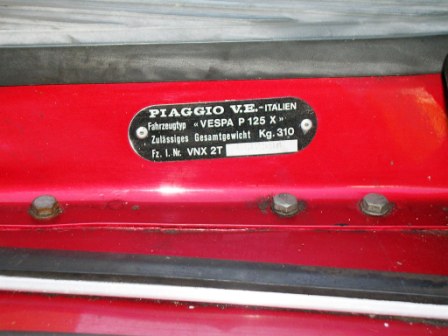 PIAGGIO V.E.-ITALIEN
Fahrzeugtyp «VESPA P 125 X»
Zulässiges Gesamtgewicht Kg. 310
Fz. I. Nr. VNX 2T